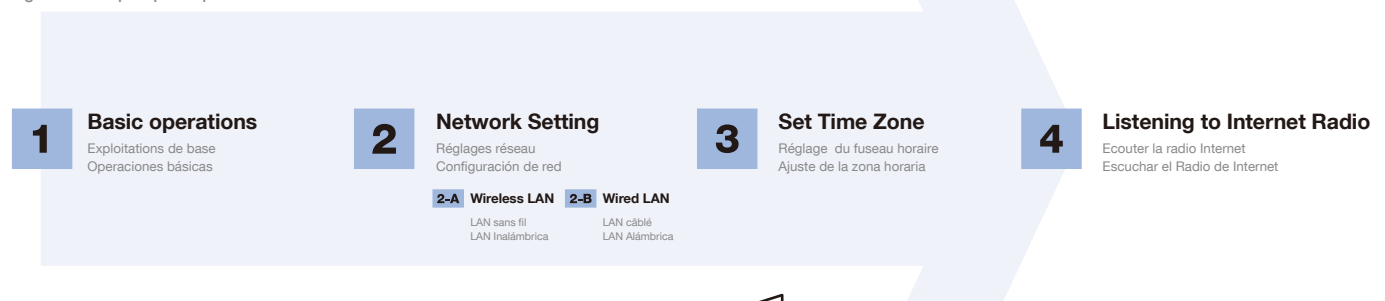 1
Basic operations
Exploitations de base
Operaciones básicas
2
Network Setting
Réglages réseau
Configuración de red
2-A Wireless LAN
LAN sans fil
LAN Inalámbrica
2-B Wired LAN
LAN câblé
LAN Alámbrica
3
Set Time Zone
Réglage du fuseau horaire
Ajuste de la zona horaria
4
Listening to Internet Radio
Ecouter la radio Internet
Escuchar el Radio de Internet